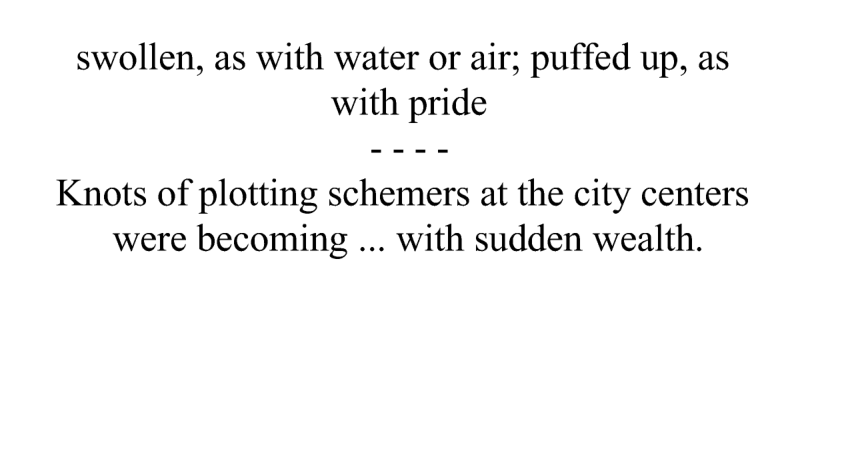 swollen, as with water or air; puffed up, as
with pride
- - - -
Knots of plotting schemers at the city centers
were becoming ... with sudden wealth.